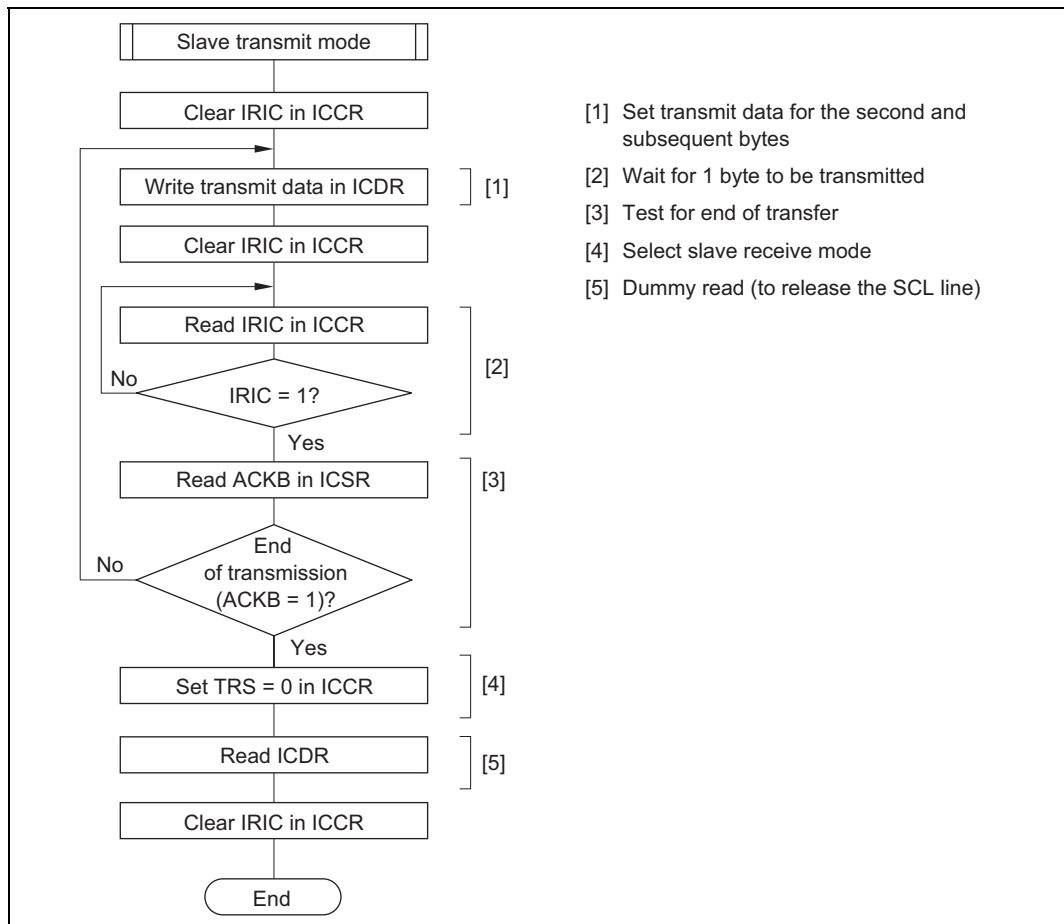 Slave transmit mode
Clear IRIC in ICCR
Write transmit data in ICDR
[1]
Clear IRIC in ICCR
Read IRIC in ICCR
[2]
No
IRIC = 1?
Yes
Read ACKB in ICSR
[3]
No
End
of transmission
(ACKB = 1)?
Yes
Set TRS = 0 in ICCR
[4]
Read ICDR
[5]
Clear IRIC in ICCR
End
[1] Set transmit data for the second and
subsequent bytes
[2] Wait for 1 byte to be transmitted
[3] Test for end of transfer
[4] Select slave receive mode
[5] Dummy read (to release the SCL line)